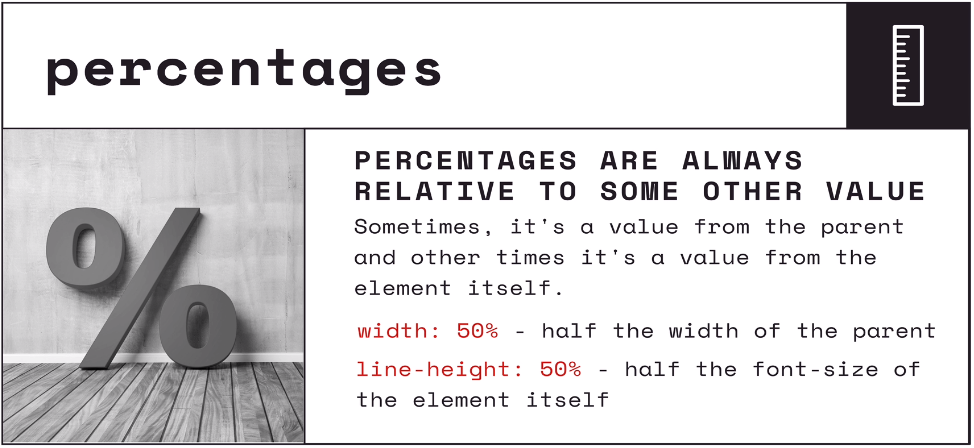 percentages
PERCENTAGES ARE ALWAYS
RELATIVE TO SOME OTHER VALUE
Sometimes, it's a value from the parent
and other times it's a value from the
element itself.
width: 50% - half the width of the parent
line-height: 50% - half the font-size of
the element itself
%